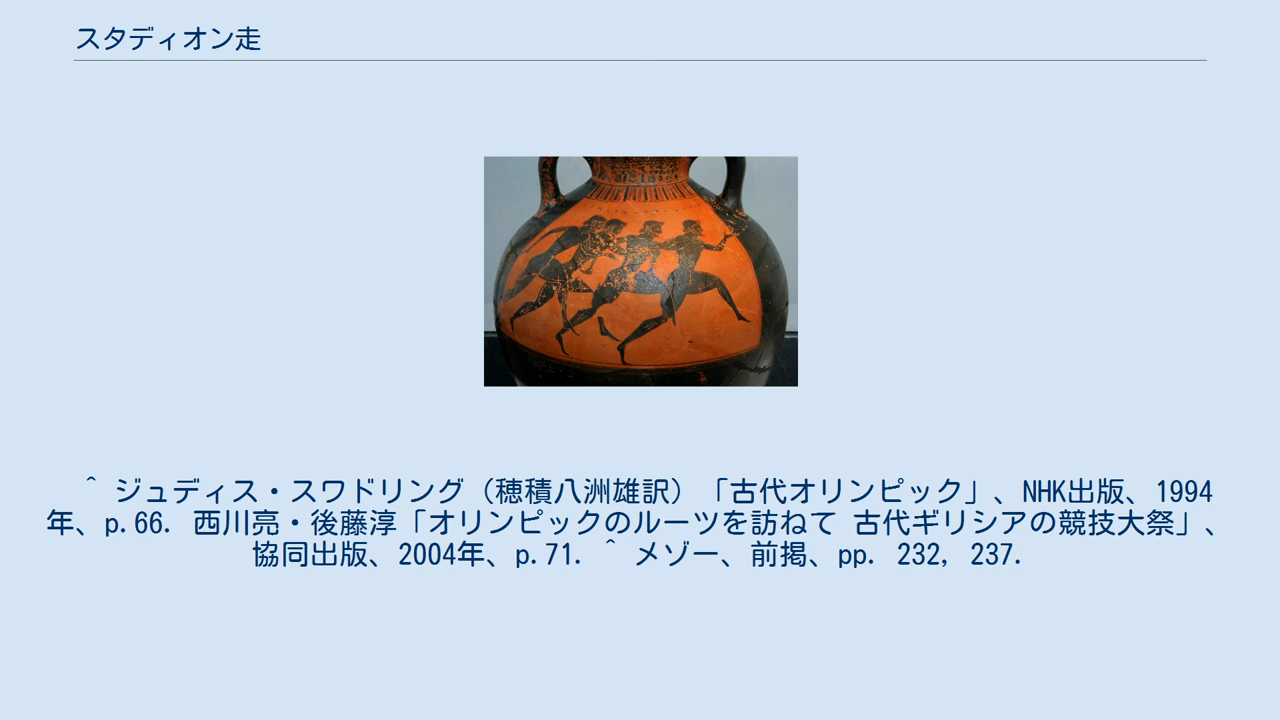 スタディオン走
^ ジュディス・スワドリング（穂積八洲雄訳）「古代オリンピック」、NHK出版、1994
年、p.66. 西川亮・後藤淳「オリンピックのルーツを訪ねて 古代ギリシアの競技大祭」、
協同出版、2004年、p.71. ^ メゾー、前掲、pp. 232, 237.